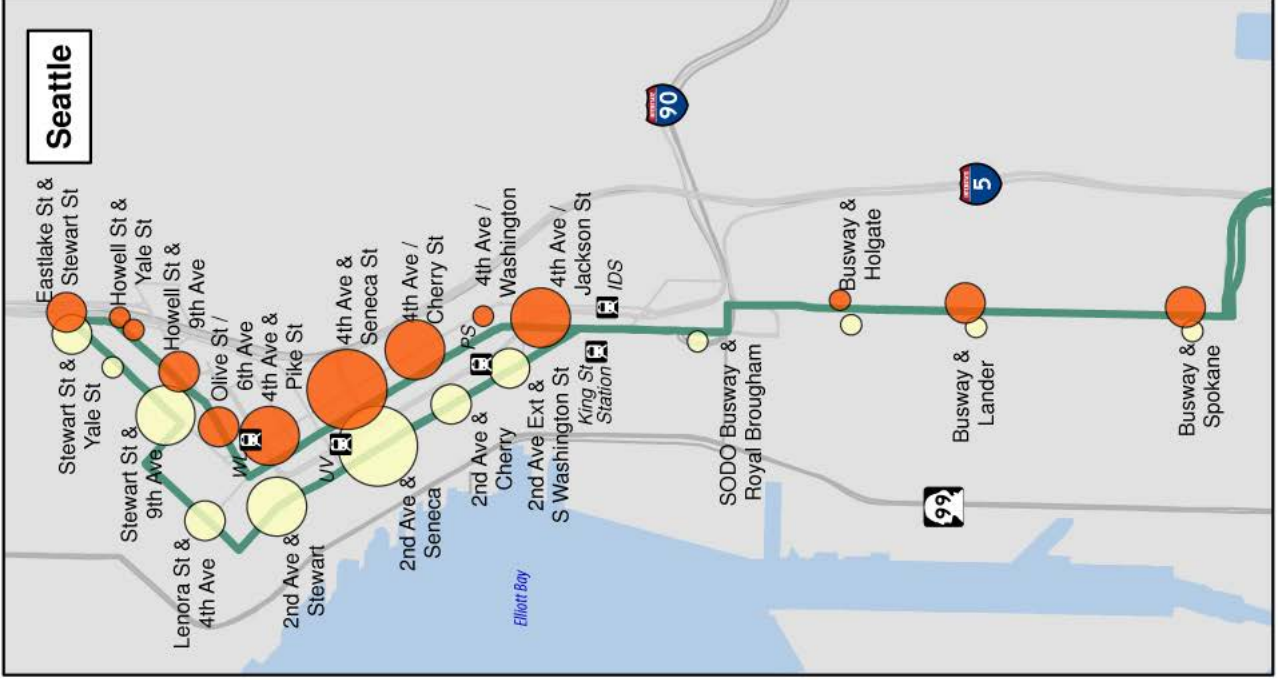 Seattle
Eastlake St &
Stewart St
Howell St &
Yale St
Howell St &
9th Ave
Olive St /
6th Ave
4th Ave &
Pike St
4th Ave &
Seneca St
4th Ave /
Cherry St
4th Ave /
Washington
4th Ave /
Jackson St
Stewart St &
Yale St
Stewart St &
9th Ave
Lenora St &
4th Ave
2nd Ave &
Stewart
2nd Ave &
Seneca
2nd Ave &
Cherry
2nd Ave Ext &
S Washington St
WL
UV
PS
IDS
King St
Station
Elliott Bay
SODO Busway &
Royal Brougham
Busway &
Holgate
Busway &
Lander
Busway &
Spokane
90
5
99